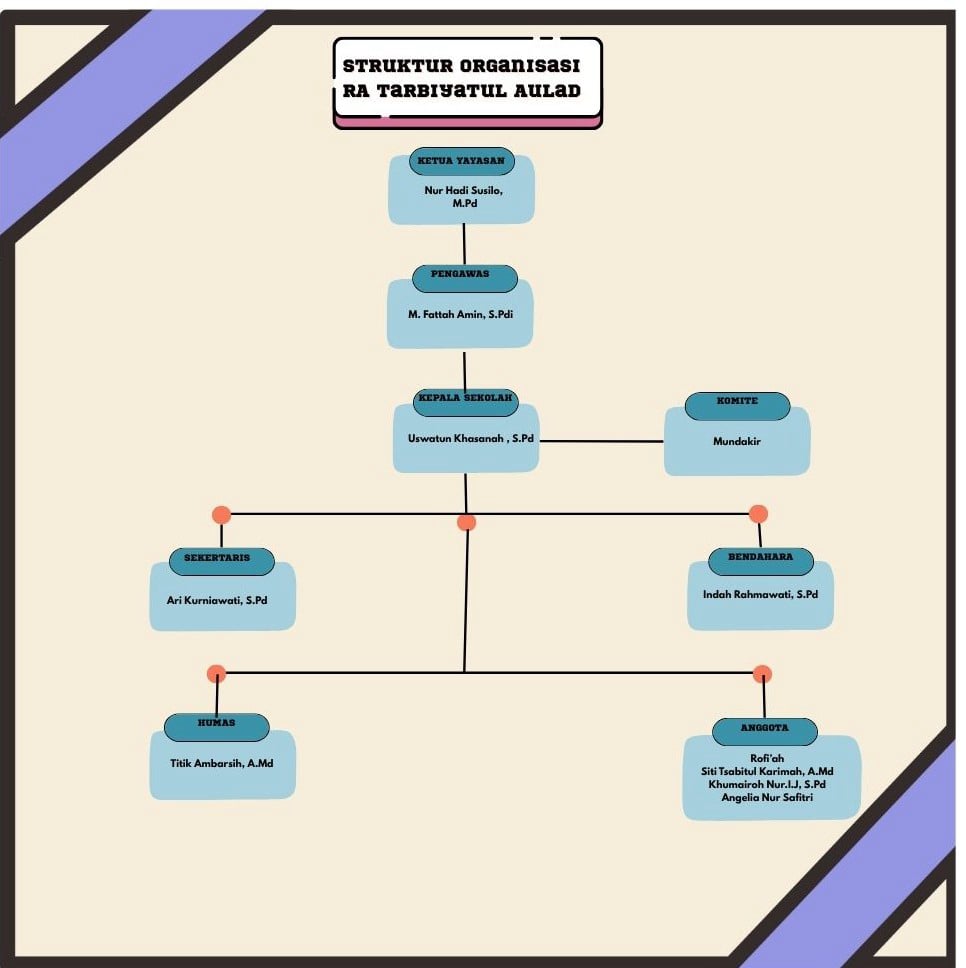 STRUKTUR ORGANISASI
RA TARBIYATUL AULAD
KETUA YAYASAN
Nur Hadi Susilo,
M.Pd
PENGAWAS
M. Fattah Amin, S.Pdi
KEPALA SEKOLAH
Uswatun Khasanah , S.Pd
KOMITE
Mundakir
SEKERTARIS
Ari Kurniawati, S.Pd
BENDAHARA
Indah Rahmawati, S.Pd
HUMAS
Titik Ambarsih, A.Md
ANGGOTA
Rofi'ah
Siti Tsabitul Karimah, A.Md
Khumairoh Nur.I.J, S.Pd
Angelia Nur Safitri